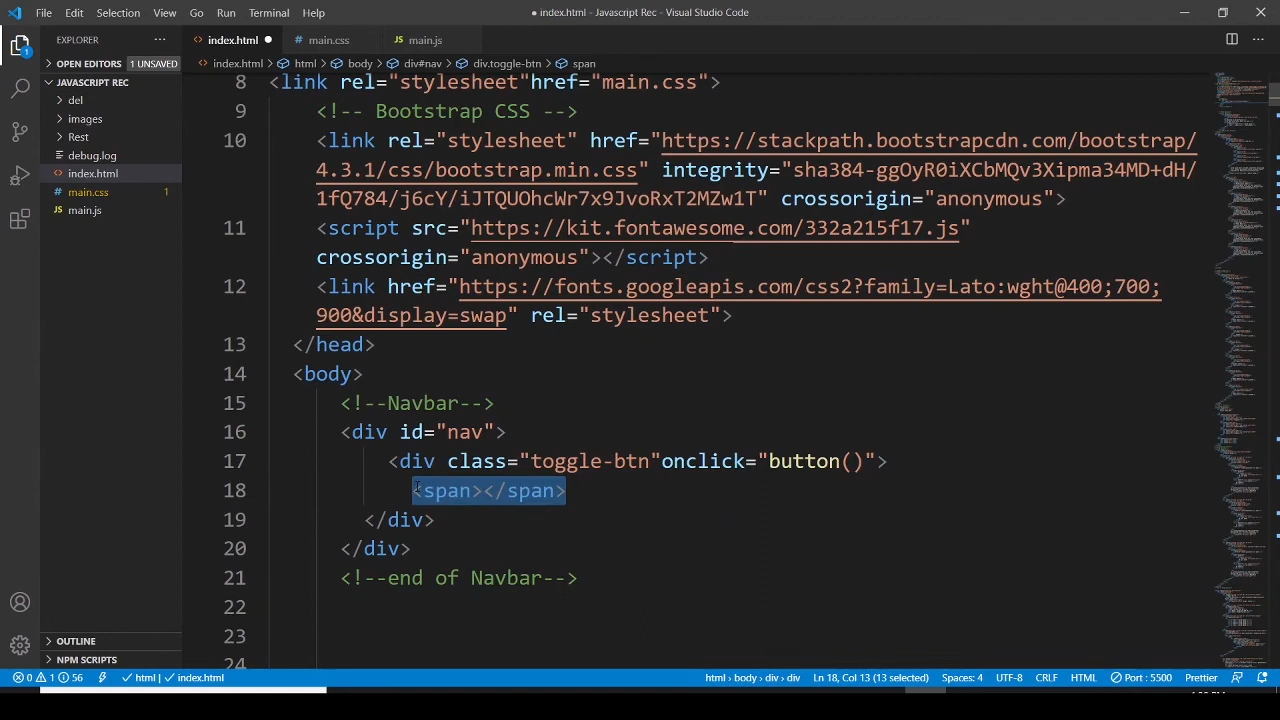 File Edit Selection View Go Run Terminal Help
● index.html - Javascript Rec - Visual Studio Code
EXPLORER
OPEN EDITORS 1 UNSAVED
JAVASCRIPT REC
del
images
Rest
debug.log
index.html
main.css 1
main.js
OUTLINE
NPM SCRIPTS
1
index.html ● main.css main.js
index.html > html > body > div#nav > div.toggle-btn > span
8 <link rel="stylesheet"href="main.css">
9 <!-- Bootstrap CSS -->
10 <link rel="stylesheet" href="https://stackpath.bootstrapcdn.com/bootstrap/
4.3.1/css/bootstrap.min.css" integrity="sha384-ggOyR0iXCbMQv3Xipma34MD+dH/
1fQ784/j6cY/iJTQUOhcWr7x9JvoRxT2MZw1T" crossorigin="anonymous">
11 <script src="https://kit.fontawesome.com/332a215f17.js"
crossorigin="anonymous"></script>
12 <link href="https://fonts.googleapis.com/css2?family=Lato:wght@400;700;
900&display=swap" rel="stylesheet">
13 </head>
14 <body>
15 <!--Navbar-->
16 <div id="nav">
17 <div class="toggle-btn"onclick="button()">
18 <span></span>
19 </div>
20 </div>
21 <!--end of Navbar-->
22
23
24
0 1 56 html | index.html
html > body > div > div Ln 18, Col 13 (13 selected) Spaces: 4 UTF-8 CRLF HTML Port : 5500 Prettier